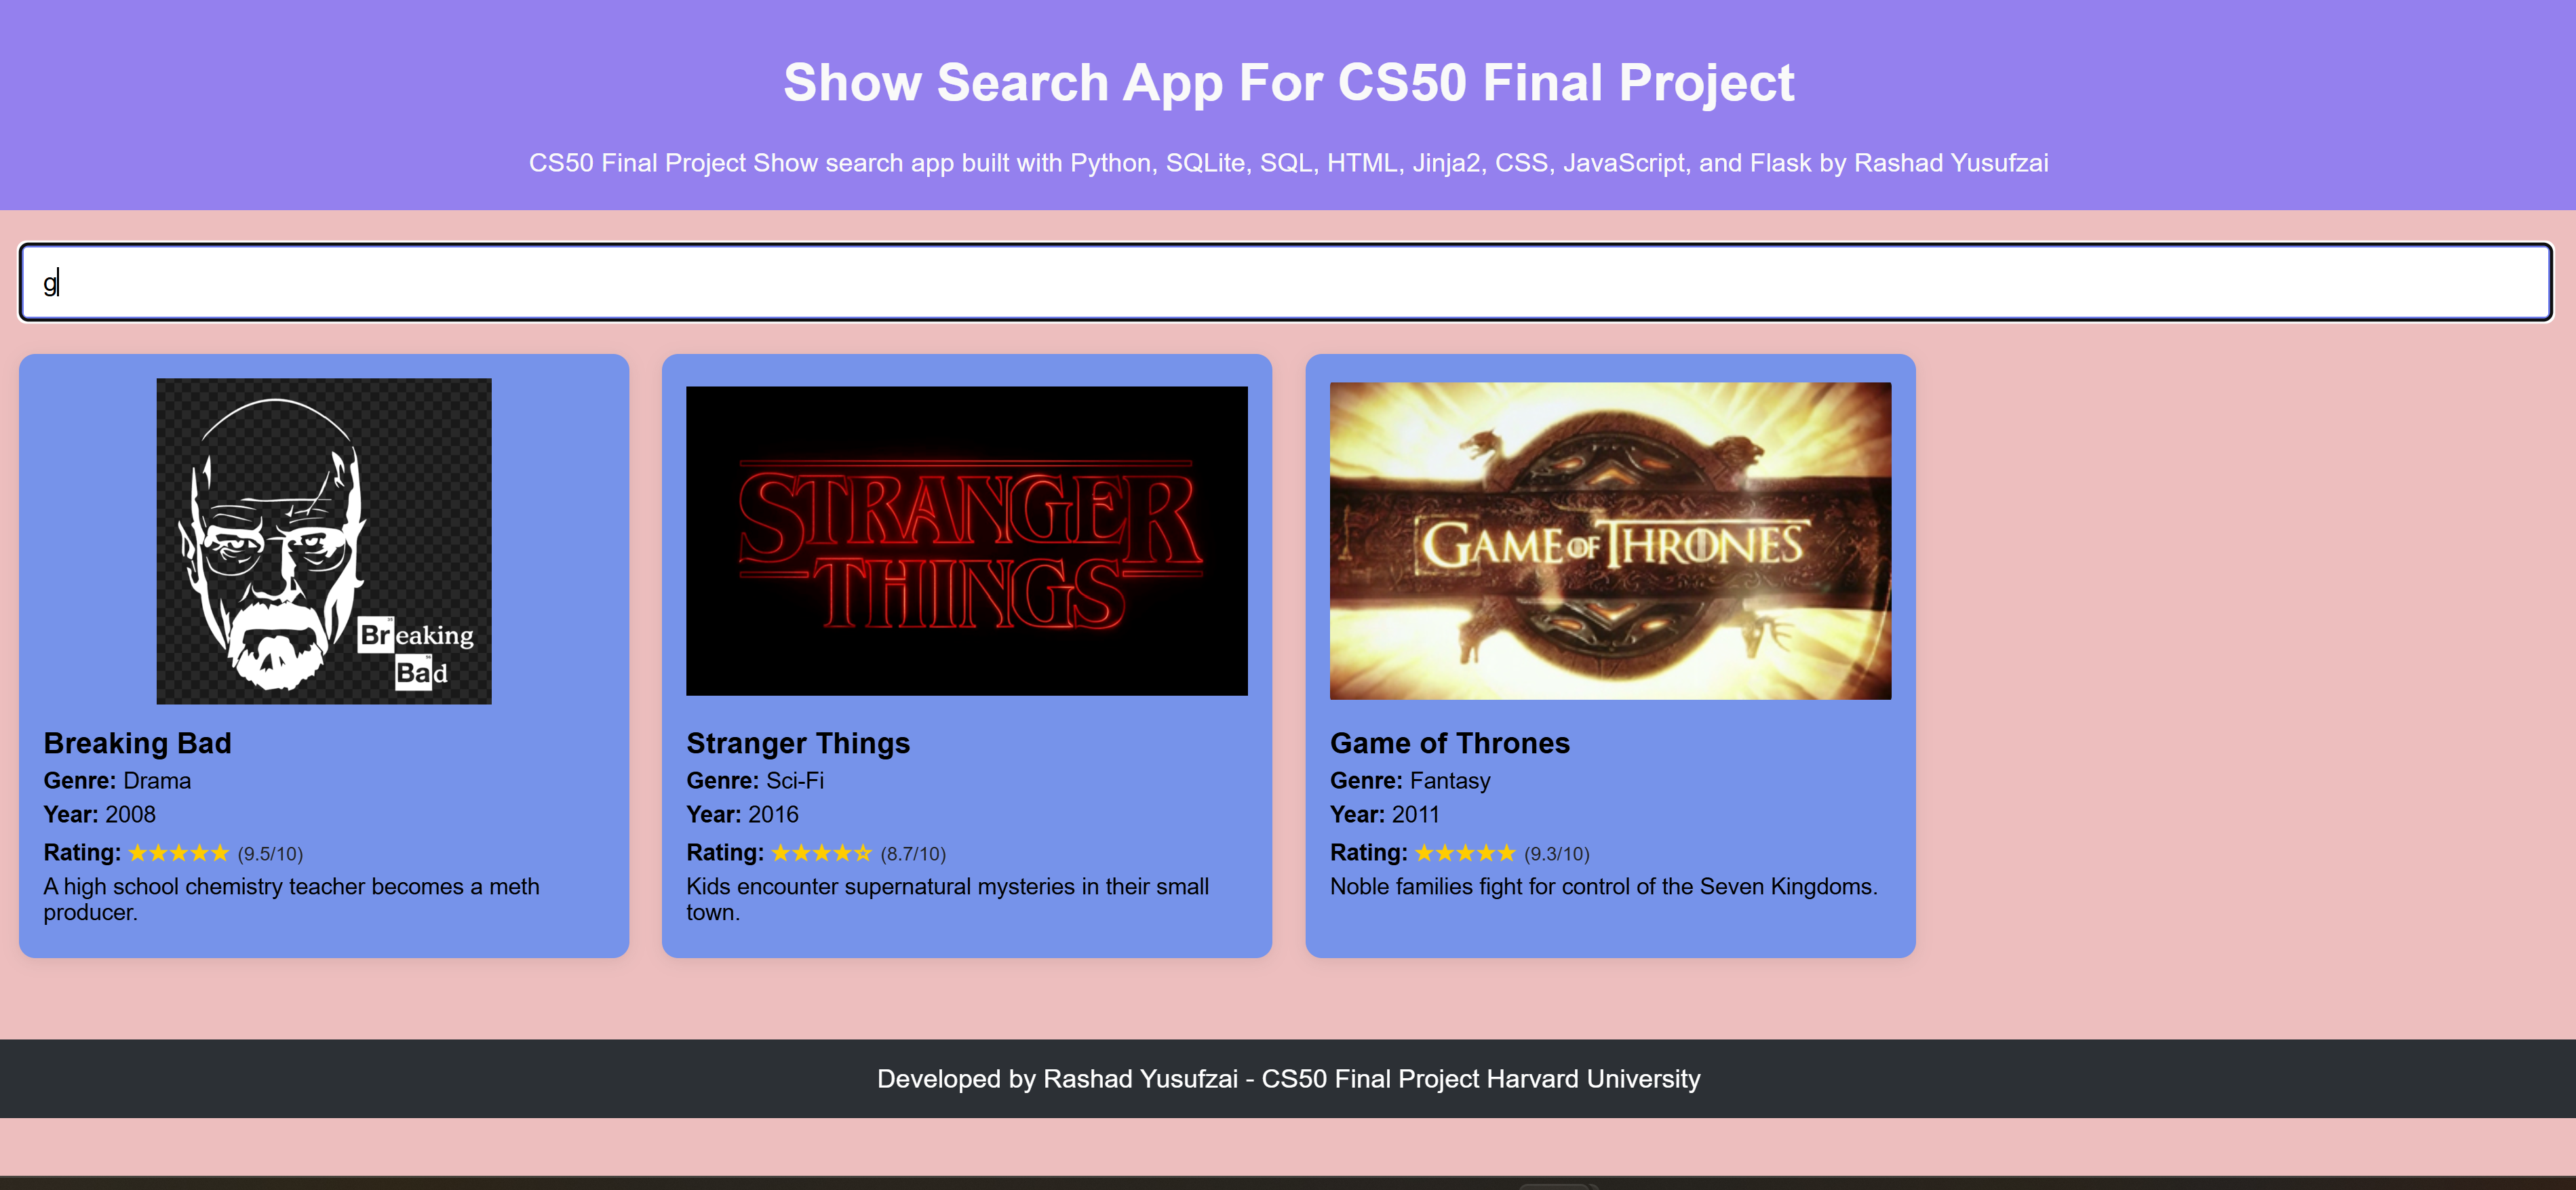 Show Search App For CS50 Final Project
CS50 Final Project Show search app built with Python, SQLite, SQL, HTML, Jinja2, CSS, JavaScript, and Flask by Rashad Yusufzai
g
Breaking
Bad
Breaking Bad
Genre: Drama
Year: 2008
Rating: ★★★★★ (9.5/10)
A high school chemistry teacher becomes a meth
producer.
STRANGER
THINGS
Stranger Things
Genre: Sci-Fi
Year: 2016
Rating: ★★★★☆ (8.7/10)
Kids encounter supernatural mysteries in their small
town.
GAME OF THRONES
Game of Thrones
Genre: Fantasy
Year: 2011
Rating: ★★★★★ (9.3/10)
Noble families fight for control of the Seven Kingdoms.
Developed by Rashad Yusufzai - CS50 Final Project Harvard University